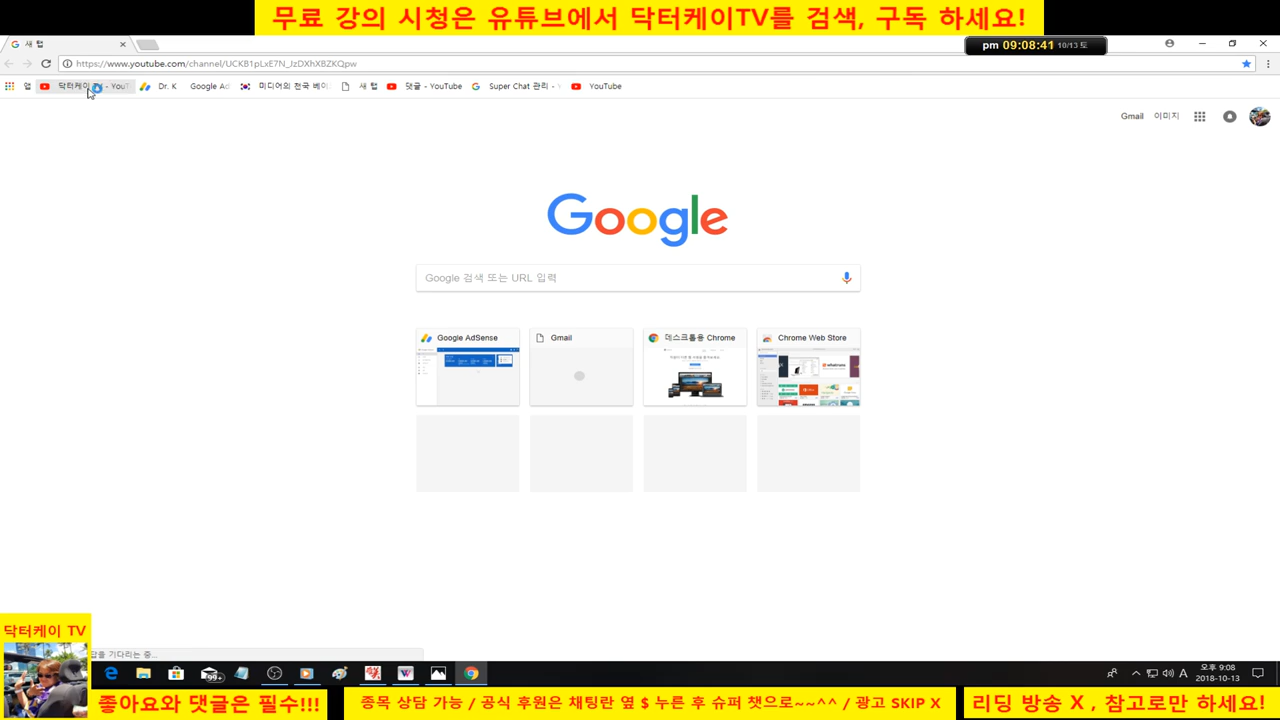 무료 강의 시청은 유튜브에서 닥터케이TV를 검색, 구독 하세요!
새 탭
pm 09:08:41 10/13 토
https://www.youtube.com/channel/UCKB1pLxE7N_IzDXhXBZKQpw
앱 닥터케이 - YouT Dr. K Google Ad 미디어의 천국 베이 새 탭 댓글 - YouTube Super Chat 관리 - YouTube
Gmail 이미지
Google
Google 검색 또는 URL 입력
Google AdSense Gmail 데스크톱용 Chrome Chrome Web Store
닥터케이 TV
답을 기다리는 중...
99+
A 오후 9:08
2018-10-13
좋아요와 댓글은 필수!!!
종목 상담 가능 / 공식 후원은 채팅란 옆 $ 누른 후 슈퍼 챗으로~~^^ / 광고 SKIP X
리딩 방송 X , 참고로만 하세요!